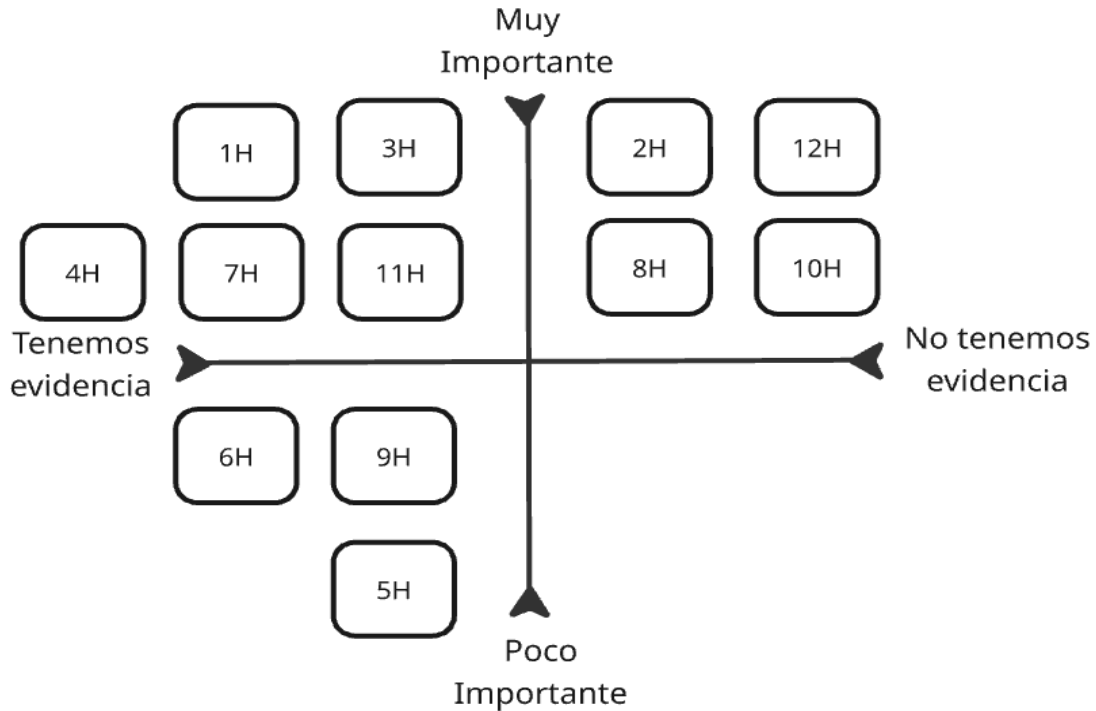 Muy
Importante
1H
3H
2H
12H
4H
7H
11H
8H
10H
Tenemos
evidencia
No tenemos
evidencia
6H
9H
5H
Poco
Importante